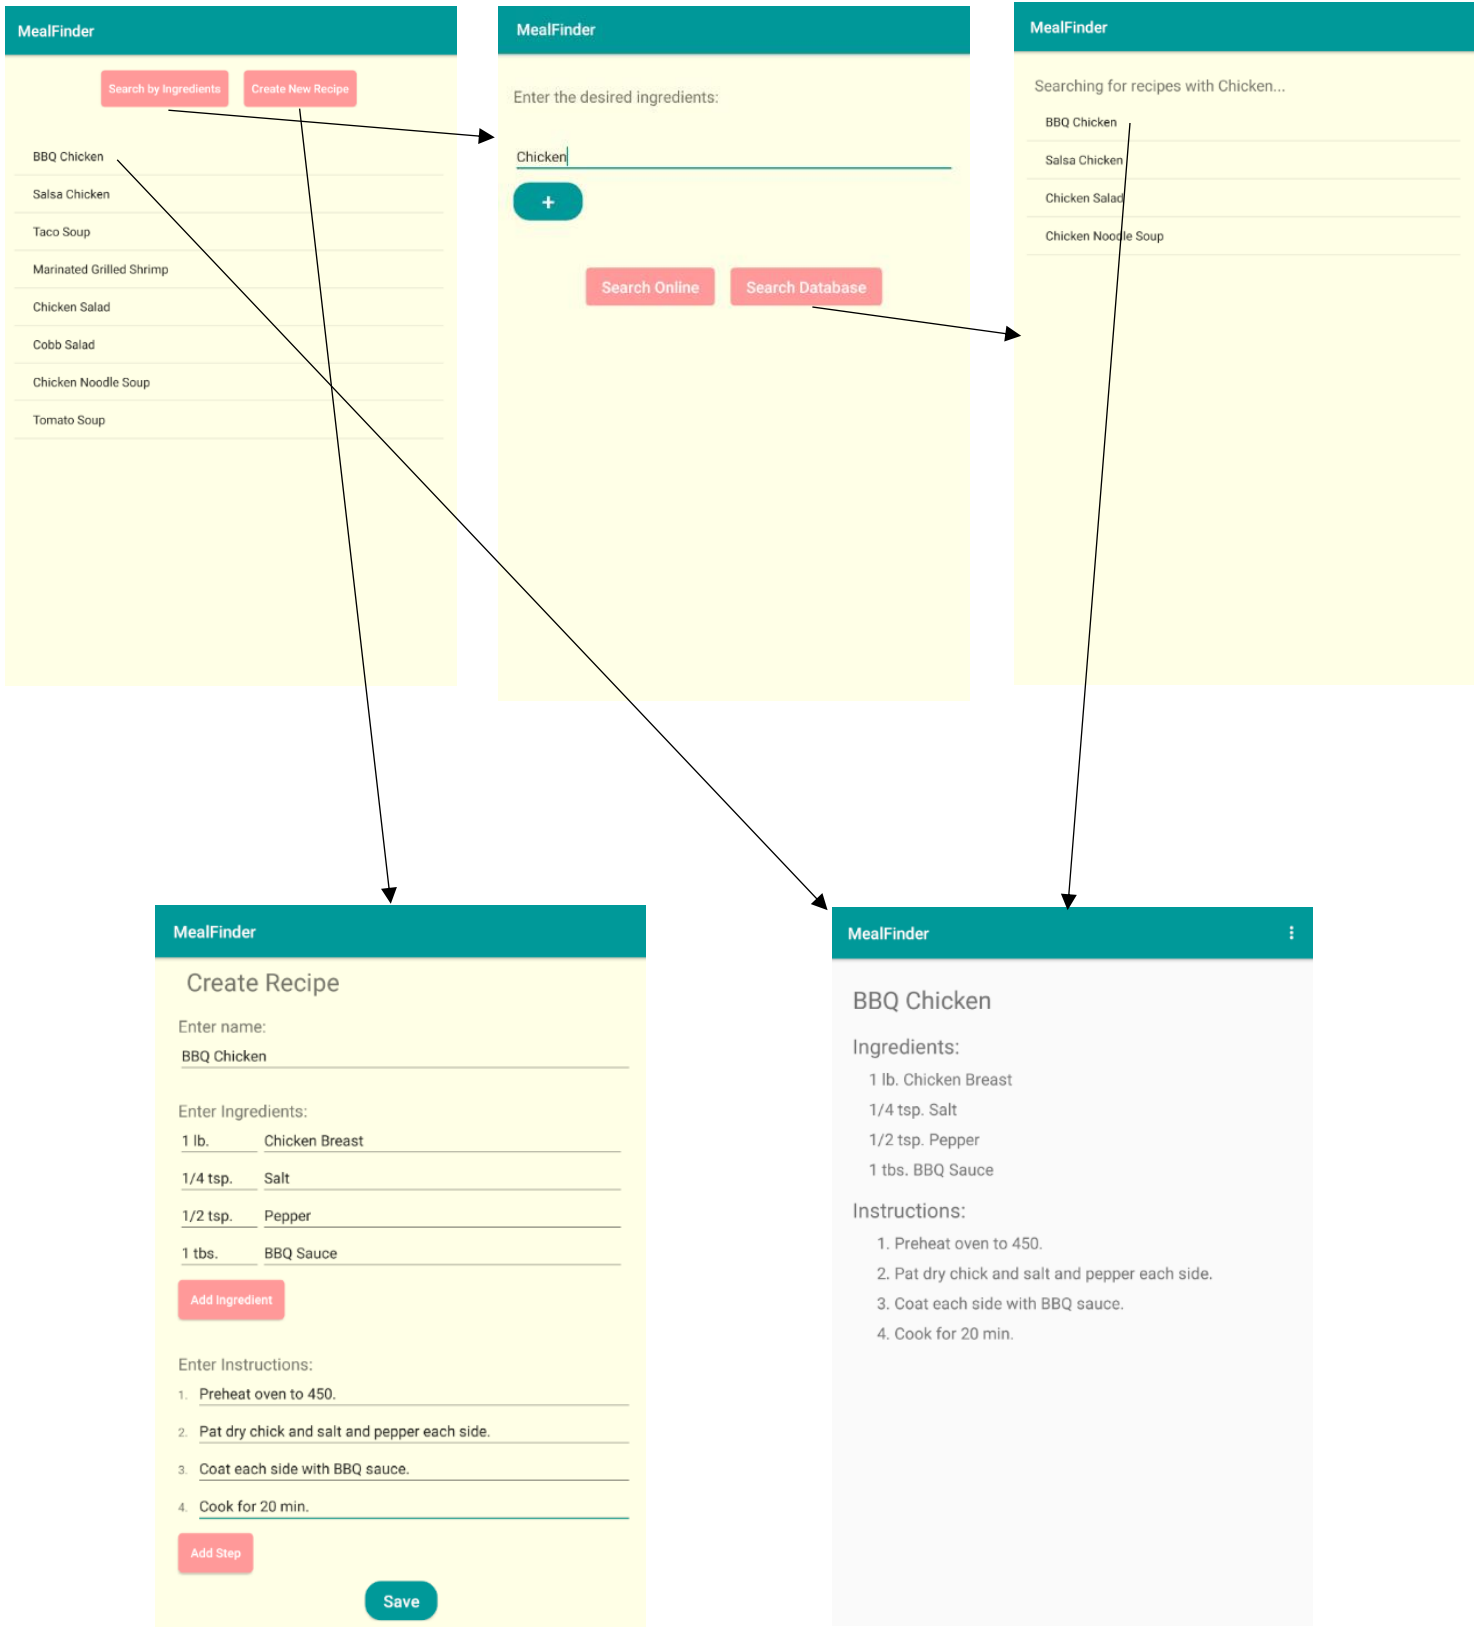 MealFinder
Search by Ingredients Create New Recipe
BBQ Chicken
Salsa Chicken
Taco Soup
Marinated Grilled Shrimp
Chicken Salad
Cobb Salad
Chicken Noodle Soup
Tomato Soup
MealFinder
Enter the desired ingredients:
Chicken
+
Search Online Search Database
MealFinder
Searching for recipes with Chicken...
BBQ Chicken
Salsa Chicken
Chicken Salad
Chicken Noodle Soup
MealFinder
Create Recipe
Enter name:
BBQ Chicken
Enter Ingredients:
1 lb. Chicken Breast
1/4 tsp. Salt
1/2 tsp. Pepper
1 tbs. BBQ Sauce
Add Ingredient
Enter Instructions:
1. Preheat oven to 450.
2. Pat dry chick and salt and pepper each side.
3. Coat each side with BBQ sauce.
4. Cook for 20 min.
Add Step
Save
MealFinder
BBQ Chicken
Ingredients:
1 lb. Chicken Breast
1/4 tsp. Salt
1/2 tsp. Pepper
1 tbs. BBQ Sauce
Instructions:
1. Preheat oven to 450.
2. Pat dry chick and salt and pepper each side.
3. Coat each side with BBQ sauce.
4. Cook for 20 min.